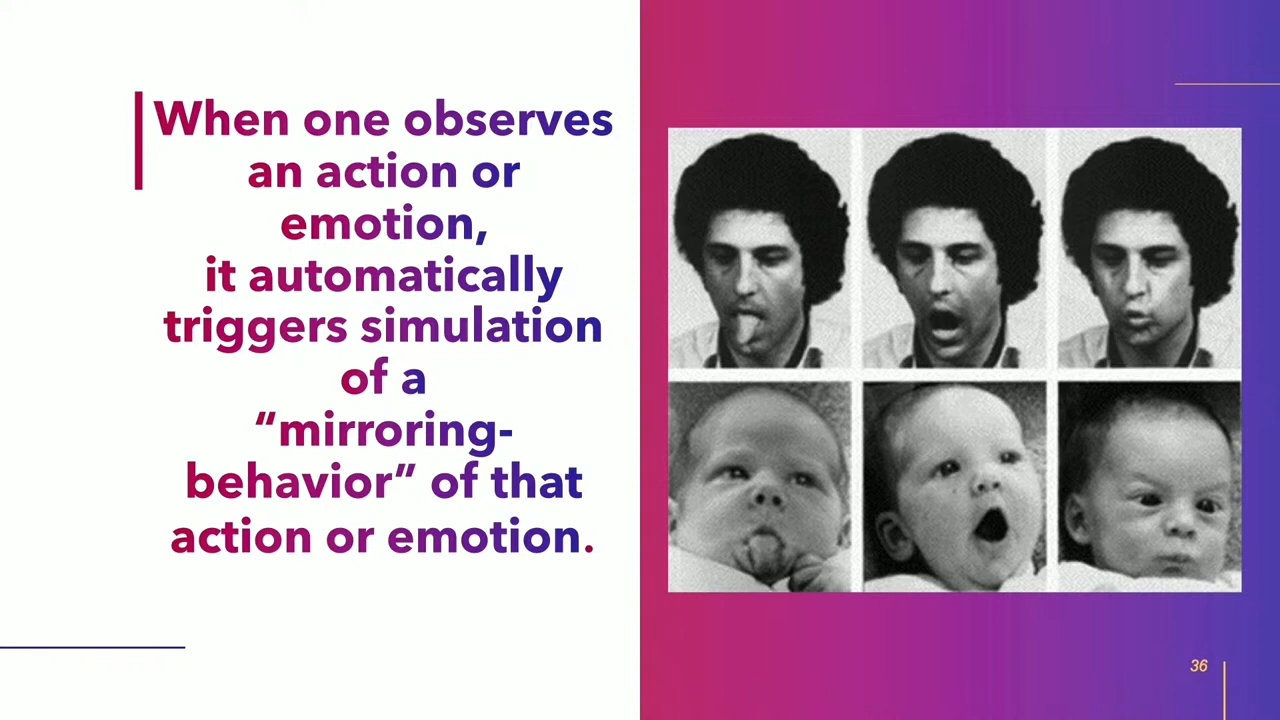 When one observes
an action or
emotion,
it automatically
triggers simulation
of a
“mirroring-
behavior” of that
action or emotion.
36